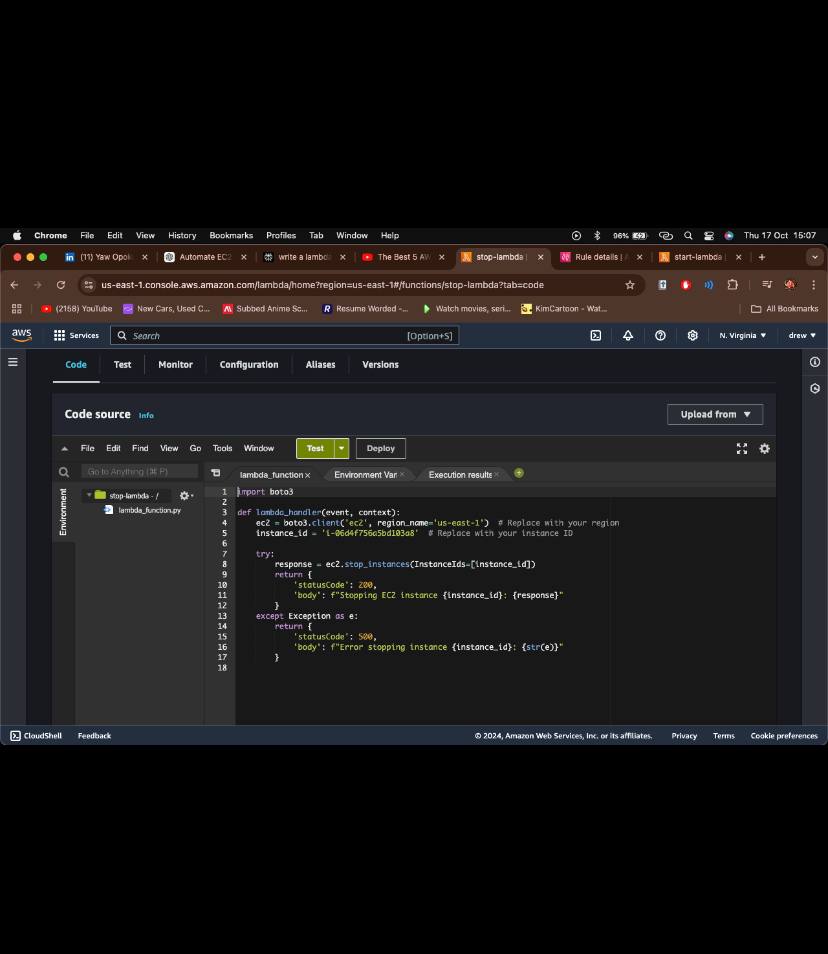 Chrome File Edit View History Bookmarks Profiles Tab Window Help 96% Thu 17 Oct 15:07
(11) Yaw Opok Automate EC2 write a lambd The Best 5 AW stop-lambda Rule details | A start-lambda
us-east-1.console.aws.amazon.com/lambda/home?region=us-east-1#/functions/stop-lambda?tab=code
(2158) YouTube New Cars, Used C... Subbed Anime Sc... Resume Worded -... Watch movies, seri... KimCartoon - Wat... All Bookmarks
aws Services Search [Option+S] N. Virginia drew
Code Test Monitor Configuration Aliases Versions
Code source Info Upload from
File Edit Find View Go Tools Window Test Deploy
Go to Anything (⌘ P) lambda_function Environment Var Execution results
Environment
stop-lambda - /
lambda_function.py
1 import boto3
2
3 def lambda_handler(event, context):
4 ec2 = boto3.client('ec2', region_name='us-east-1') # Replace with your region
5 instance_id = 'i-06d4f756a5bd103a8' # Replace with your instance ID
6
7 try:
8 response = ec2.stop_instances(InstanceIds=[instance_id])
9 return {
10 'statusCode': 200,
11 'body': f"Stopping EC2 instance {instance_id}: {response}"
12 }
13 except Exception as e:
14 return {
15 'statusCode': 500,
16 'body': f"Error stopping instance {instance_id}: {str(e)}"
17 }
18
CloudShell Feedback © 2024, Amazon Web Services, Inc. or its affiliates. Privacy Terms Cookie preferences